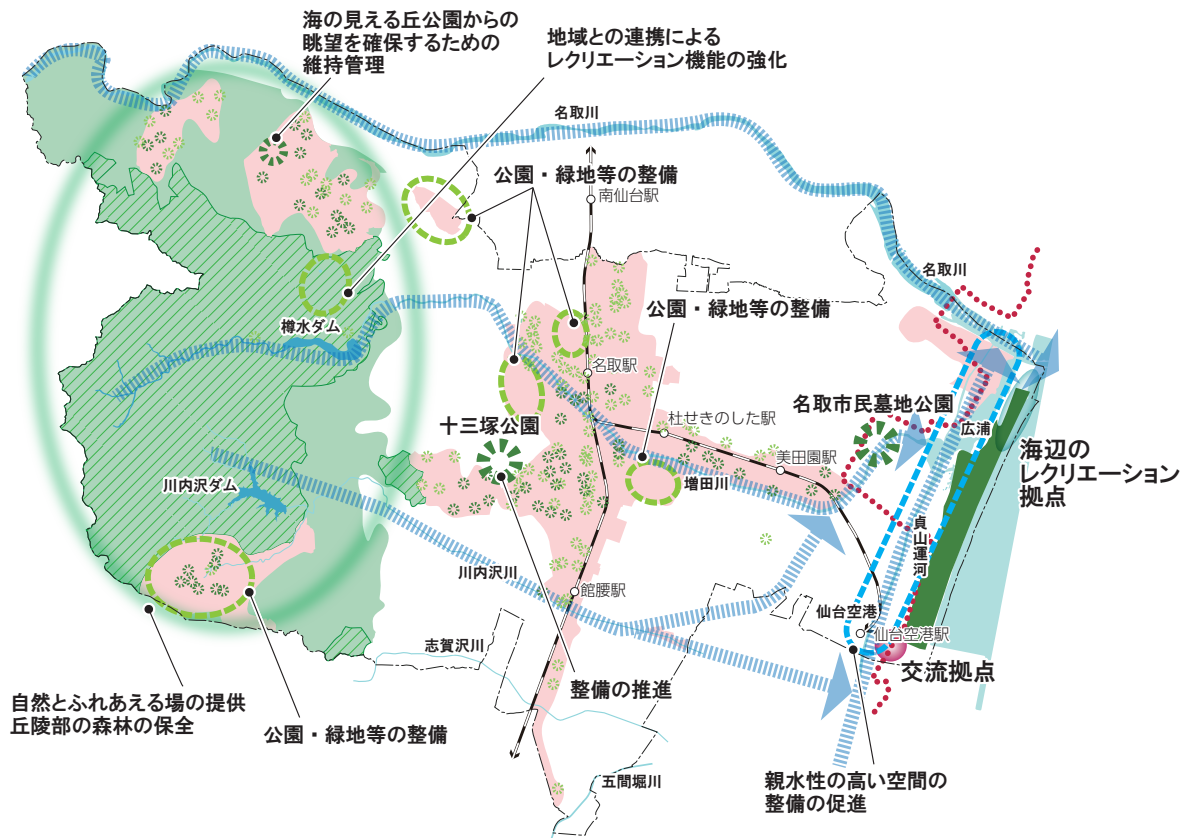 海の見える丘公園からの
眺望を確保するための
維持管理
地域との連携による
レクリエーション機能の強化
名取川
公園・緑地等の整備
南仙台駅
名取川
公園・緑地等の整備
樽水ダム
名取駅
名取市民墓地公園
杜せきのした駅
十三塚公園
広浦
美田園駅
海辺の
レクリエーション
拠点
川内沢ダム
増田川
貞山運河
川内沢川
館腰駅
仙台空港
仙台空港駅
志賀沢川
交流拠点
整備の推進
自然とふれあえる場の提供
丘陵部の森林の保全
公園・緑地等の整備
五間堀川
親水性の高い空間の
整備の促進